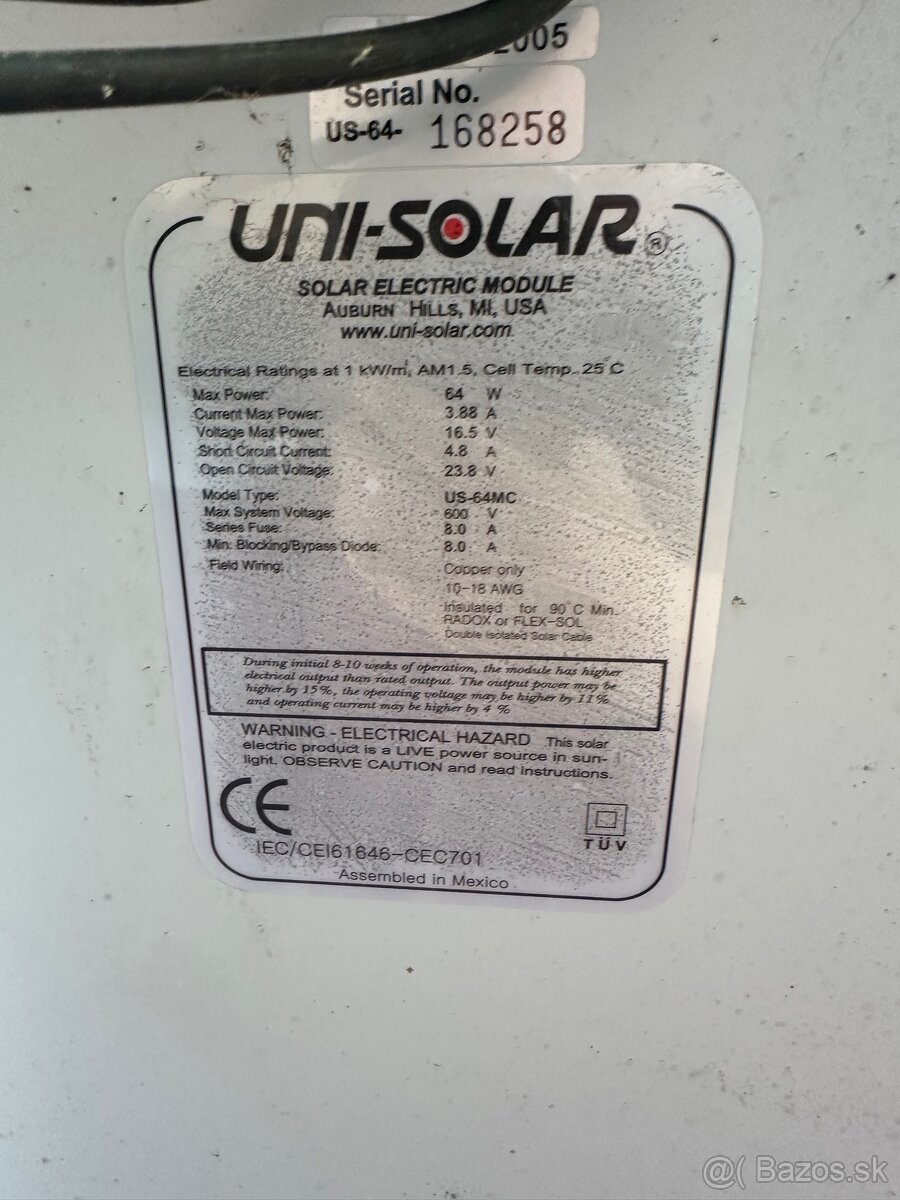 2005
Serial No.
US-64- 168258
UNI-SOLAR®
SOLAR ELECTRIC MODULE
AUBURN HILLS, MI, USA
www.uni-solar.com
Electrical Ratings at 1 kW/m², AM1.5, Cell Temp. 25°C
Max Power: 64 W
Current Max Power: 3.88 A
Voltage Max Power: 16.5 V
Short Circuit Current: 4.8 A
Open Circuit Voltage: 23.8 V
Model Type: US-64MC
Max System Voltage: 600 V
Series Fuse: 8.0 A
Min. Blocking/Bypass Diode: 8.0 A
Field Wiring: Copper only
10-18 AWG
Insulated for 90°C Min.
RADOX or FLEX-SOL
Double Isolated Solar Cable
During initial 8-10 weeks of operation, the module has higher
electrical output than rated output. The output power may be
higher by 15%, the operating voltage may be higher by 11%
and operating current may be higher by 4 %
WARNING - ELECTRICAL HAZARD This solar
electric product is a LIVE power source in sun-
light. OBSERVE CAUTION and read instructions.
CE
TÜV
IEC/CEI61646-CEC701
Assembled in Mexico
@( Bazos.sk